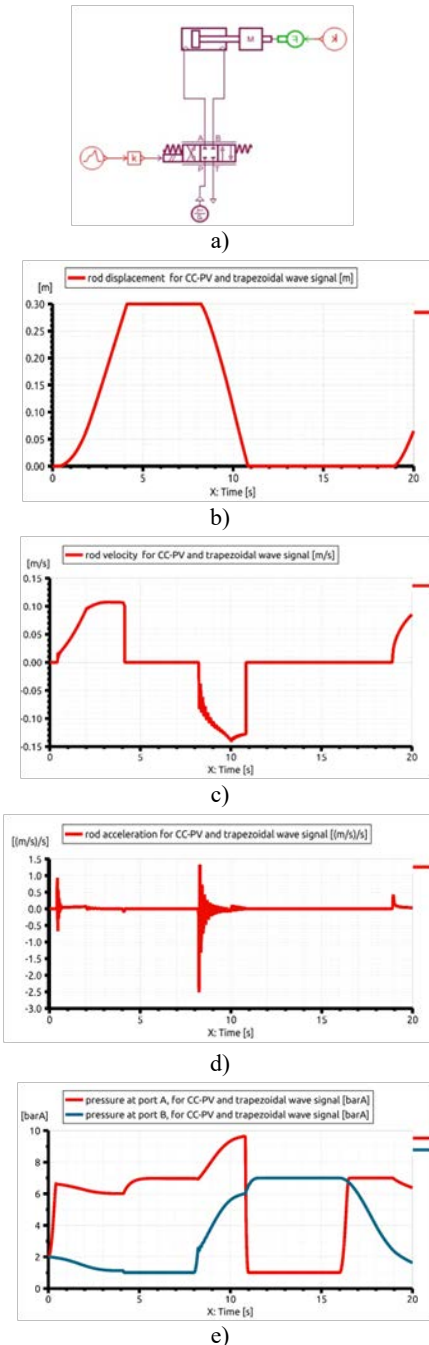 M
F
k
A B
k
P T
a)
rod displacement for CC-PV and trapezoidal wave signal [m]
[m]
0.30
0.25
0.20
0.15
0.10
0.05
0.00
0 5 10 15 20
X: Time [s]
b)
rod velocity for CC-PV and trapezoidal wave signal [m/s]
[m/s]
0.15
0.10
0.05
0.00
-0.05
-0.10
-0.15
0 5 10 15 20
X: Time [s]
c)
rod acceleration for CC-PV and trapezoidal wave signal [(m/s)/s]
[(m/s)/s]
1.5
1.0
0.5
0.0
-0.5
-1.0
-1.5
-2.0
-2.5
-3.0
0 5 10 15 20
X: Time [s]
d)
pressure at port A, for CC-PV and trapezoidal wave signal [barA]
pressure at port B, for CC-PV and trapezoidal wave signal [barA]
[barA]
10
8
6
4
2
0
0 5 10 15 20
X: Time [s]
e)